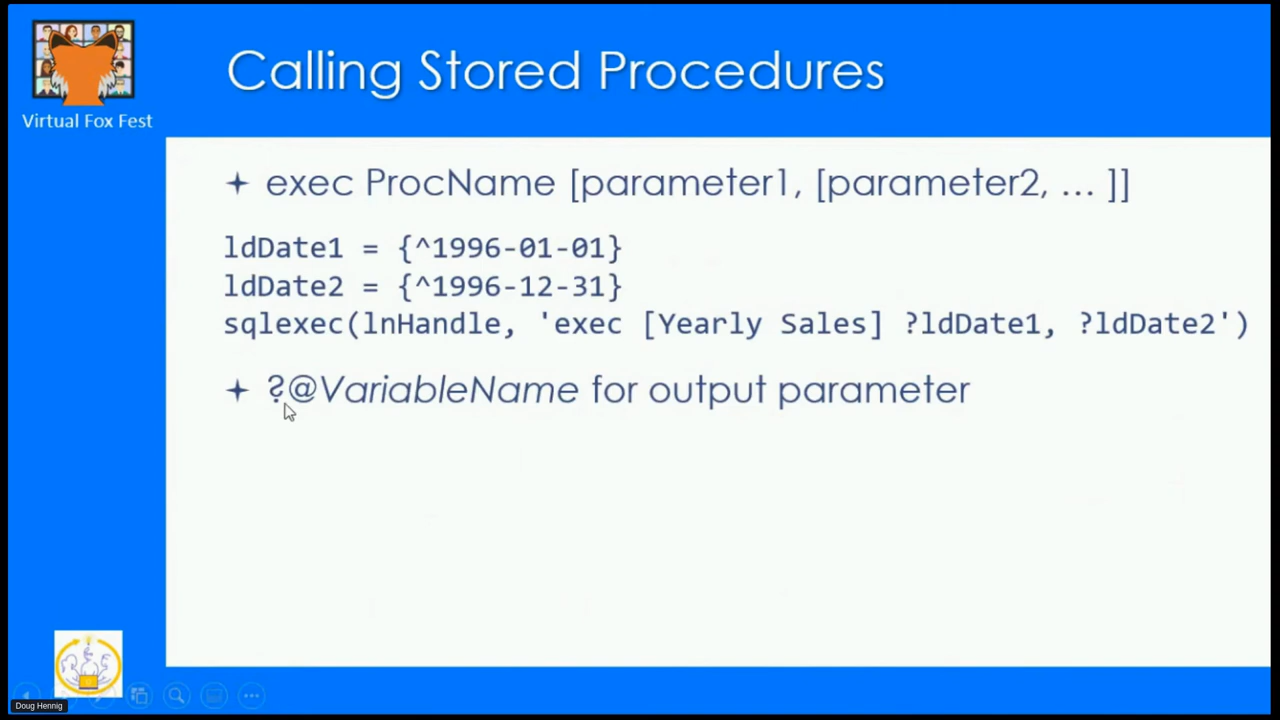 Calling Stored Procedures
Virtual Fox Fest
exec ProcName [parameter1, [parameter2, … ]]
ldDate1 = {^1996-01-01}
ldDate2 = {^1996-12-31}
sqlexec(lnHandle, 'exec [Yearly Sales] ?ldDate1, ?ldDate2')
?@VariableName for output parameter
Doug Hennig